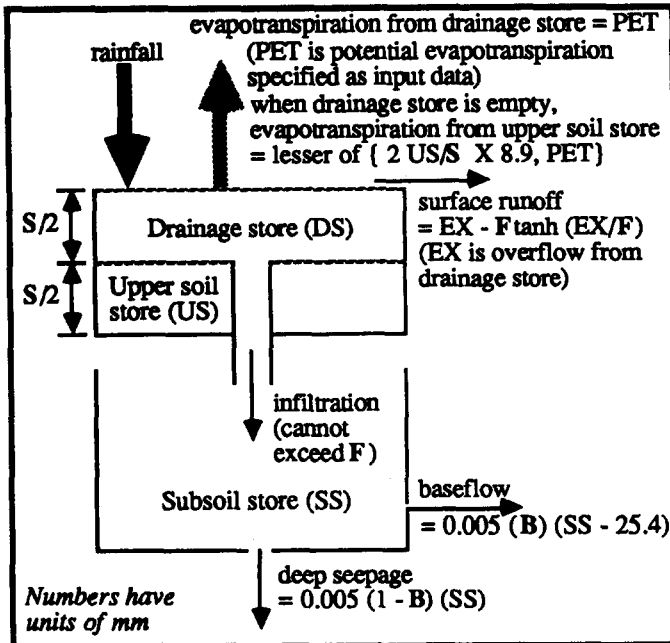 evapotranspiration from drainage store = PET
(PET is potential evapotranspiration
specified as input data)
when drainage store is empty,
evapotranspiration from upper soil store
= lesser of { 2 US/S X 8.9, PET}
rainfall
surface runoff
= EX - F tanh (EX/F)
(EX is overflow from
drainage store)
S/2
Drainage store (DS)
S/2
Upper soil
store (US)
infiltration
(cannot
exceed F)
Subsoil store (SS)
baseflow
= 0.005 (B) (SS - 25.4)
deep seepage
= 0.005 (1 - B) (SS)
Numbers have
units of mm